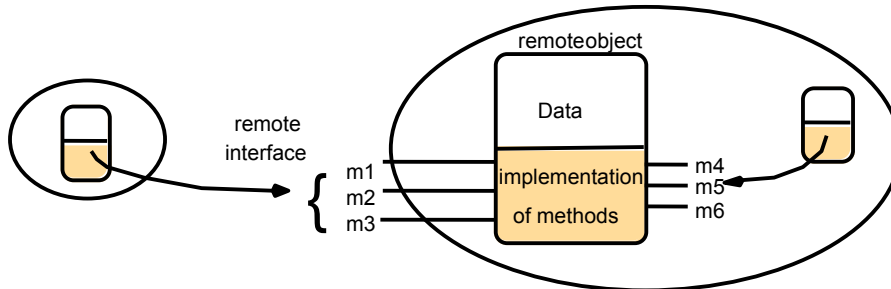 remoteobject
Data
remote
interface
{
m1
m2
m3
implementation
of methods
m4
m5
m6